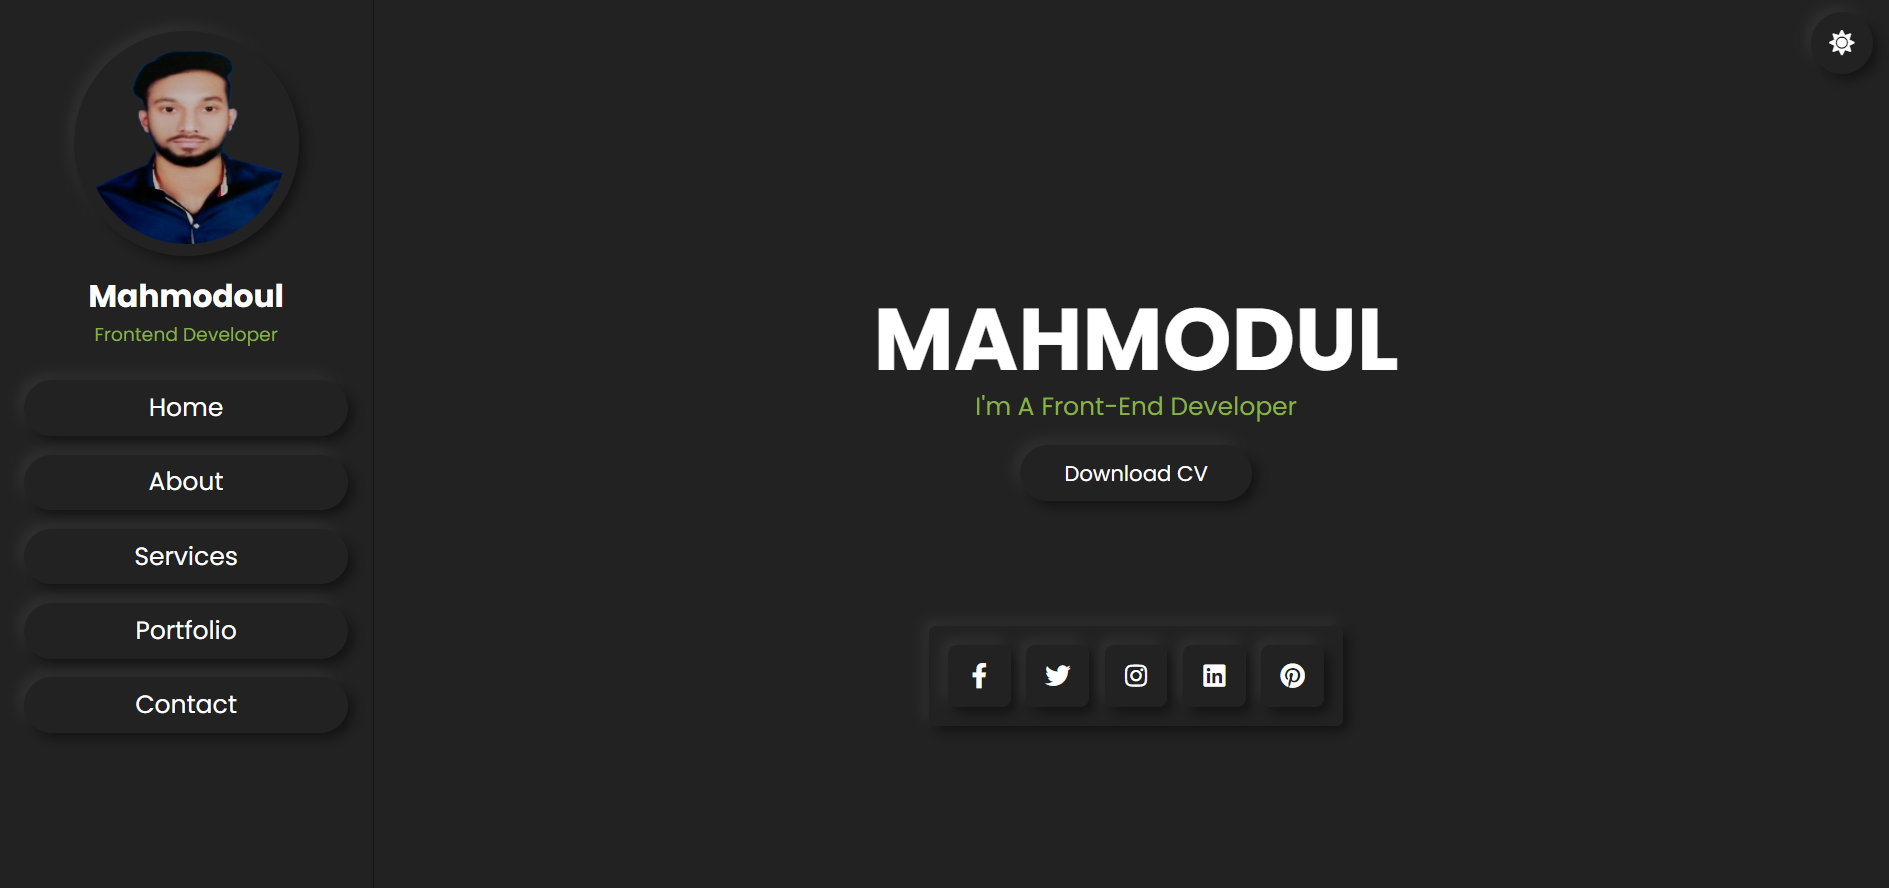 Mahmodoul
Frontend Developer
Home
About
Services
Portfolio
Contact
MAHMODUL
I'm A Front-End Developer
Download CV